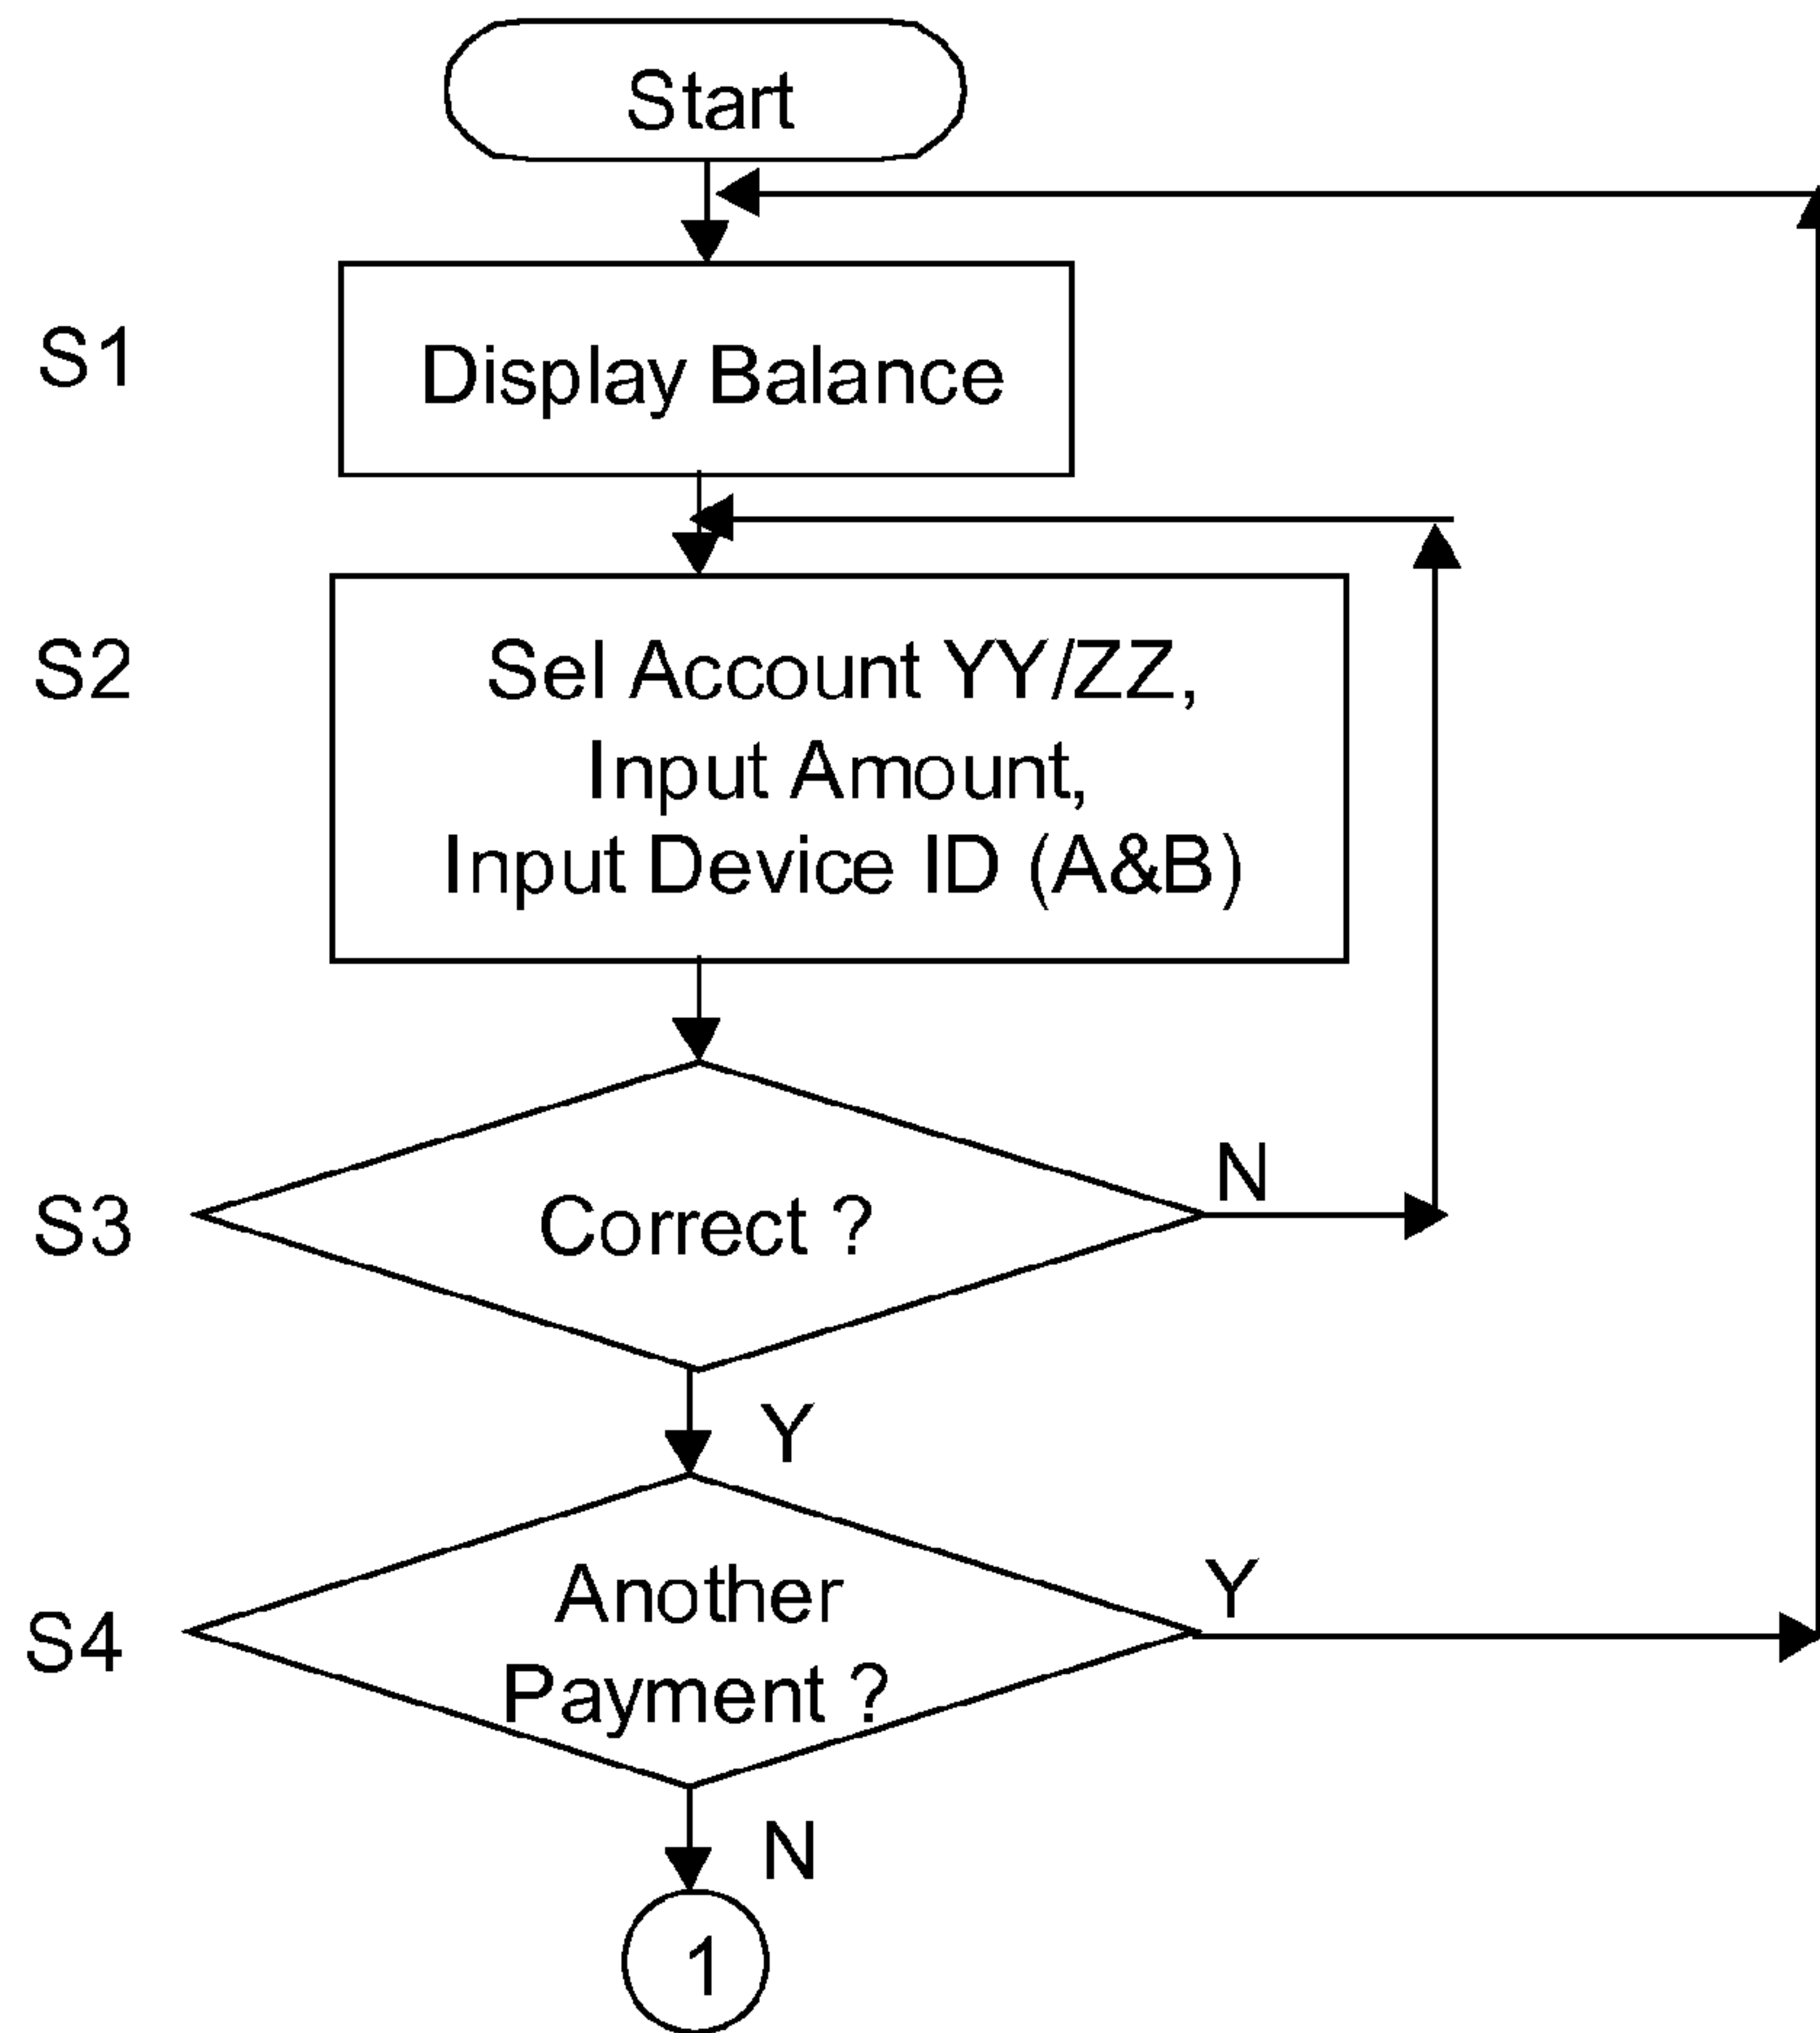 Start
S1
Display Balance
S2
Sel Account YY/ZZ,
Input Amount,
Input Device ID (A&B)
S3
Correct ?
N
Y
S4
Another
Payment ?
Y
N
1